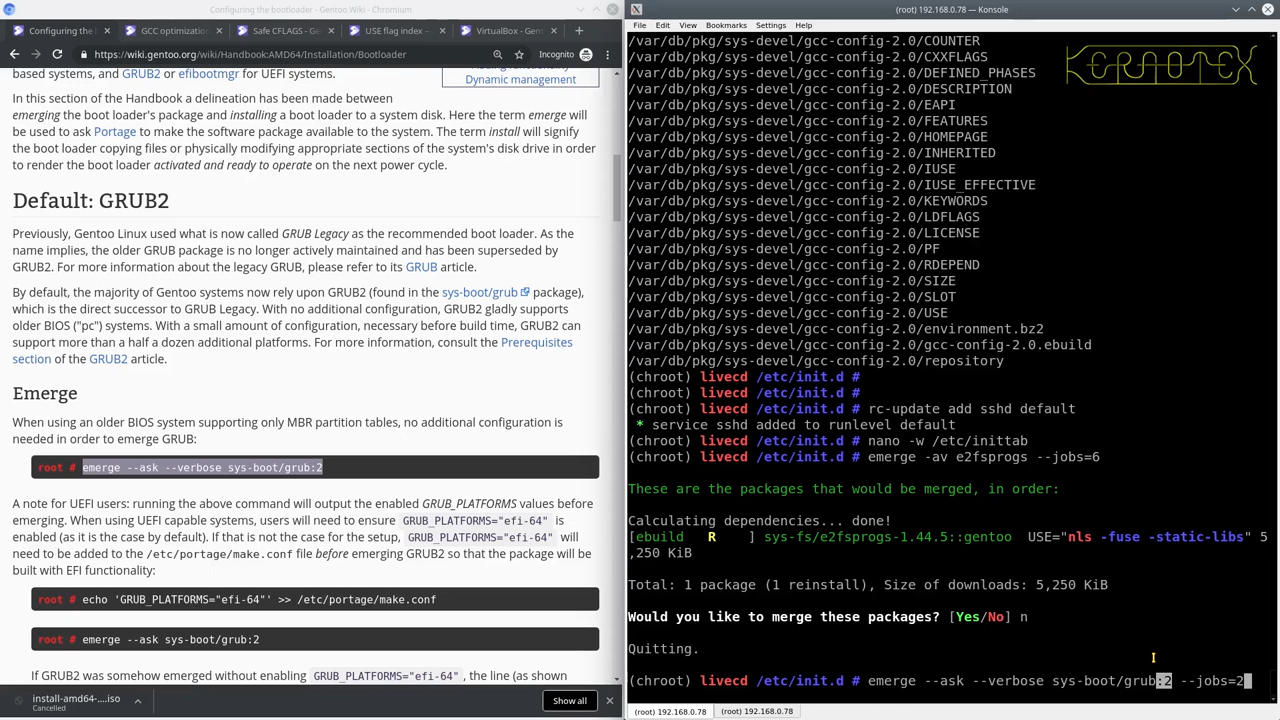 Configuring the bootloader - Gentoo Wiki - Chromium
Configuring the b
GCC optimization
Safe CFLAGS - Ge
USE flag index –
VirtualBox - Gent
https://wiki.gentoo.org/wiki/Handbook:AMD64/Installation/Bootloader
Incognito
based systems, and GRUB2 or efibootmgr for UEFI systems.
Dynamic management
In this section of the Handbook a delineation has been made between
emerging the boot loader's package and installing a boot loader to a system disk. Here the term emerge will
be used to ask Portage to make the software package available to the system. The term install will signify
the boot loader copying files or physically modifying appropriate sections of the system's disk drive in order
to render the boot loader activated and ready to operate on the next power cycle.
Default: GRUB2
Previously, Gentoo Linux used what is now called GRUB Legacy as the recommended boot loader. As the
name implies, the older GRUB package is no longer actively maintained and has been superseded by
GRUB2. For more information about the legacy GRUB, please refer to its GRUB article.
By default, the majority of Gentoo systems now rely upon GRUB2 (found in the sys-boot/grub package),
which is the direct successor to GRUB Legacy. With no additional configuration, GRUB2 gladly supports
older BIOS ("pc") systems. With a small amount of configuration, necessary before build time, GRUB2 can
support more than a half a dozen additional platforms. For more information, consult the Prerequisites
section of the GRUB2 article.
Emerge
When using an older BIOS system supporting only MBR partition tables, no additional configuration is
needed in order to emerge GRUB:
root # emerge --ask --verbose sys-boot/grub:2
A note for UEFI users: running the above command will output the enabled GRUB_PLATFORMS values before
emerging. When using UEFI capable systems, users will need to ensure GRUB_PLATFORMS="efi-64" is
enabled (as it is the case by default). If that is not the case for the setup, GRUB_PLATFORMS="efi-64" will
need to be added to the /etc/portage/make.conf file before emerging GRUB2 so that the package will be
built with EFI functionality:
root # echo 'GRUB_PLATFORMS="efi-64"' >> /etc/portage/make.conf
root # emerge --ask sys-boot/grub:2
If GRUB2 was somehow emerged without enabling GRUB_PLATFORMS="efi-64", the line (as shown
install-amd64-....iso
Cancelled
Show all
(root) 192.168.0.78 — Konsole
File Edit View Bookmarks Settings Help
KERNOTEX
/var/db/pkg/sys-devel/gcc-config-2.0/COUNTER
/var/db/pkg/sys-devel/gcc-config-2.0/CXXFLAGS
/var/db/pkg/sys-devel/gcc-config-2.0/DEFINED_PHASES
/var/db/pkg/sys-devel/gcc-config-2.0/DESCRIPTION
/var/db/pkg/sys-devel/gcc-config-2.0/EAPI
/var/db/pkg/sys-devel/gcc-config-2.0/FEATURES
/var/db/pkg/sys-devel/gcc-config-2.0/HOMEPAGE
/var/db/pkg/sys-devel/gcc-config-2.0/INHERITED
/var/db/pkg/sys-devel/gcc-config-2.0/IUSE
/var/db/pkg/sys-devel/gcc-config-2.0/IUSE_EFFECTIVE
/var/db/pkg/sys-devel/gcc-config-2.0/KEYWORDS
/var/db/pkg/sys-devel/gcc-config-2.0/LDFLAGS
/var/db/pkg/sys-devel/gcc-config-2.0/LICENSE
/var/db/pkg/sys-devel/gcc-config-2.0/PF
/var/db/pkg/sys-devel/gcc-config-2.0/RDEPEND
/var/db/pkg/sys-devel/gcc-config-2.0/SIZE
/var/db/pkg/sys-devel/gcc-config-2.0/SLOT
/var/db/pkg/sys-devel/gcc-config-2.0/USE
/var/db/pkg/sys-devel/gcc-config-2.0/environment.bz2
/var/db/pkg/sys-devel/gcc-config-2.0/gcc-config-2.0.ebuild
/var/db/pkg/sys-devel/gcc-config-2.0/repository
(chroot) livecd /etc/init.d #
(chroot) livecd /etc/init.d #
(chroot) livecd /etc/init.d # rc-update add sshd default
* service sshd added to runlevel default
(chroot) livecd /etc/init.d # nano -w /etc/inittab
(chroot) livecd /etc/init.d # emerge -av e2fsprogs --jobs=6
These are the packages that would be merged, in order:
Calculating dependencies... done!
[ebuild   R    ] sys-fs/e2fsprogs-1.44.5::gentoo  USE="nls -fuse -static-libs" 5
,250 KiB
Total: 1 package (1 reinstall), Size of downloads: 5,250 KiB
Would you like to merge these packages? [Yes/No] n
Quitting.
(chroot) livecd /etc/init.d # emerge --ask --verbose sys-boot/grub:2 --jobs=2
(root) 192.168.0.78
(root) 192.168.0.78